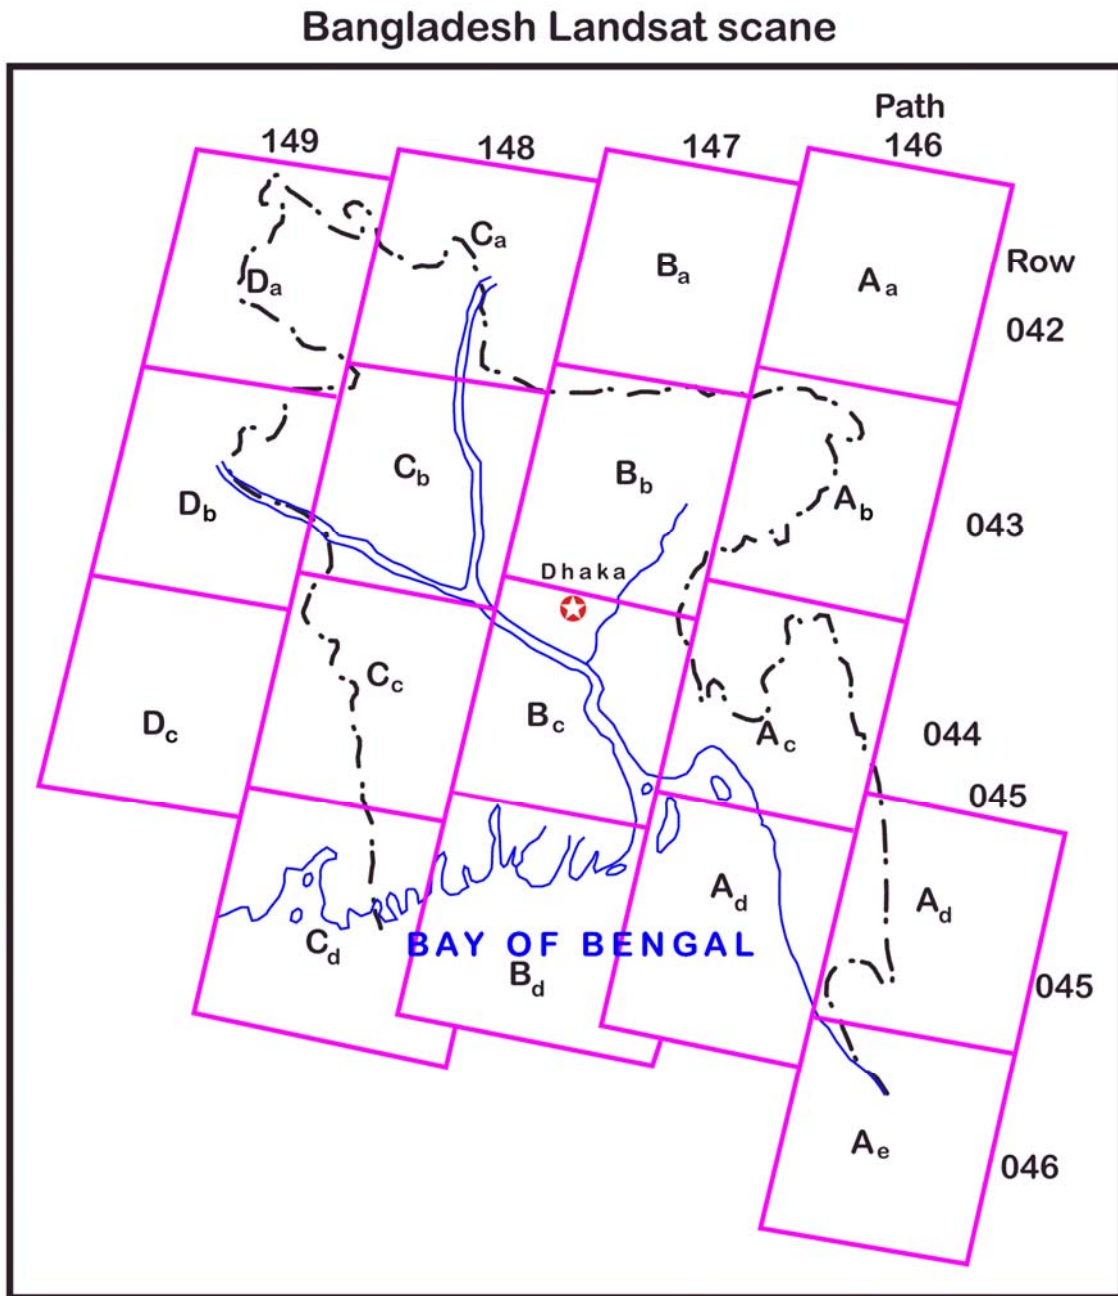 Bangladesh Landsat scane
Path
149 148 147 146
Ca
Ba
Aa
Row
Da
042
Cb
Bb
Ab
Db
043
Dhaka
Cc
Bc
Ac
Dc
044
045
Ad
Ad
Cd
BAY OF BENGAL
Bd
045
Ae
046